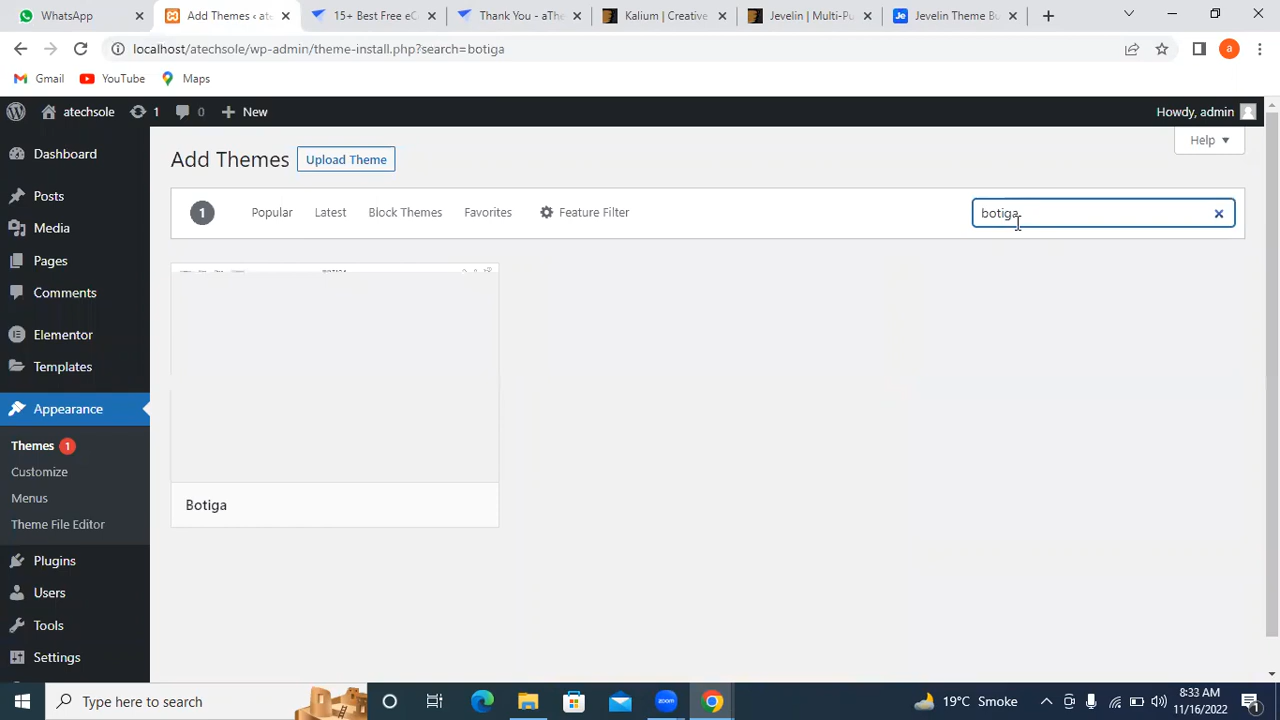 WhatsApp
Add Themes < ate
15+ Best Free eC
Thank You - aThe
Kalium | Creative
Jevelin | Multi-Pu
Jevelin Theme Bu
localhost/atechsole/wp-admin/theme-install.php?search=botiga
a
Gmail
YouTube
Maps
atechsole
1
0
New
Howdy, admin
Dashboard
Posts
Media
Pages
Comments
Elementor
Templates
Appearance
Themes 1
Customize
Menus
Theme File Editor
Plugins
Users
Tools
Settings
Help
Add Themes
Upload Theme
1
Popular
Latest
Block Themes
Favorites
Feature Filter
botiga
Botiga
Type here to search
19°C Smoke
8:33 AM
11/16/2022
1